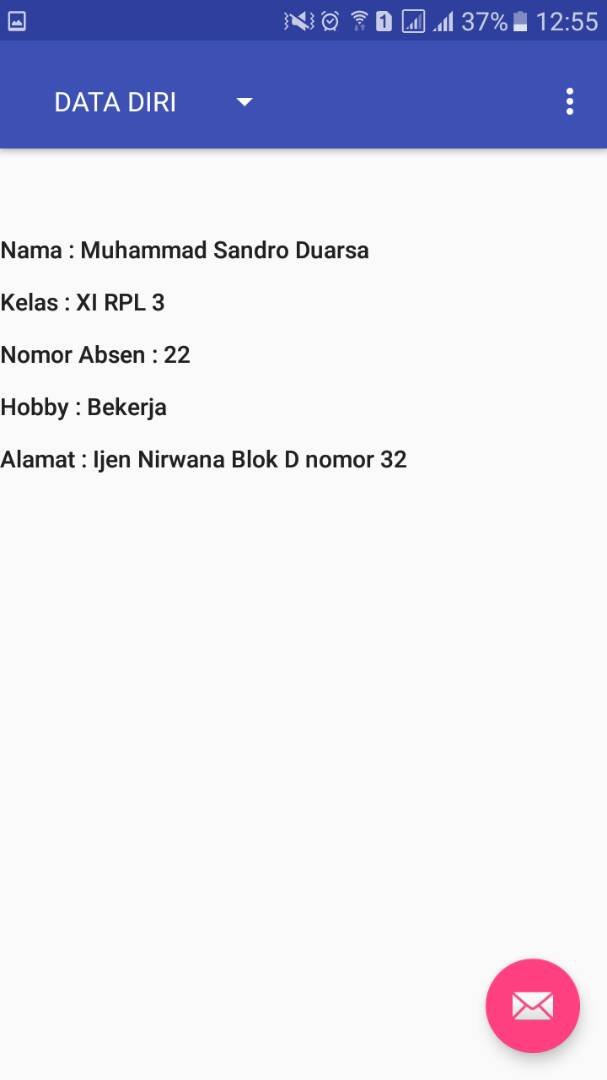 1 37% 12:55
DATA DIRI
Nama : Muhammad Sandro Duarsa
Kelas : XI RPL 3
Nomor Absen : 22
Hobby : Bekerja
Alamat : Ijen Nirwana Blok D nomor 32